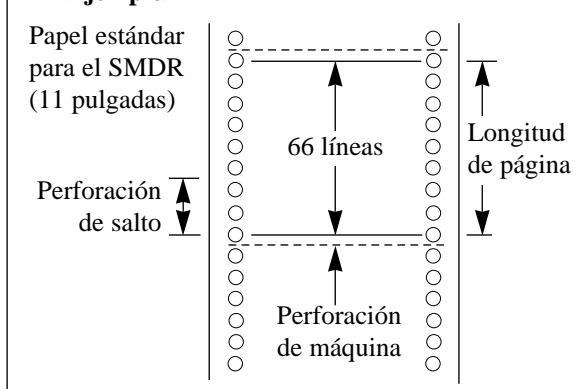 Papel estándar
para el SMDR
(11 pulgadas)
66 líneas
Longitud
de página
Perforación
de salto
Perforación
de máquina